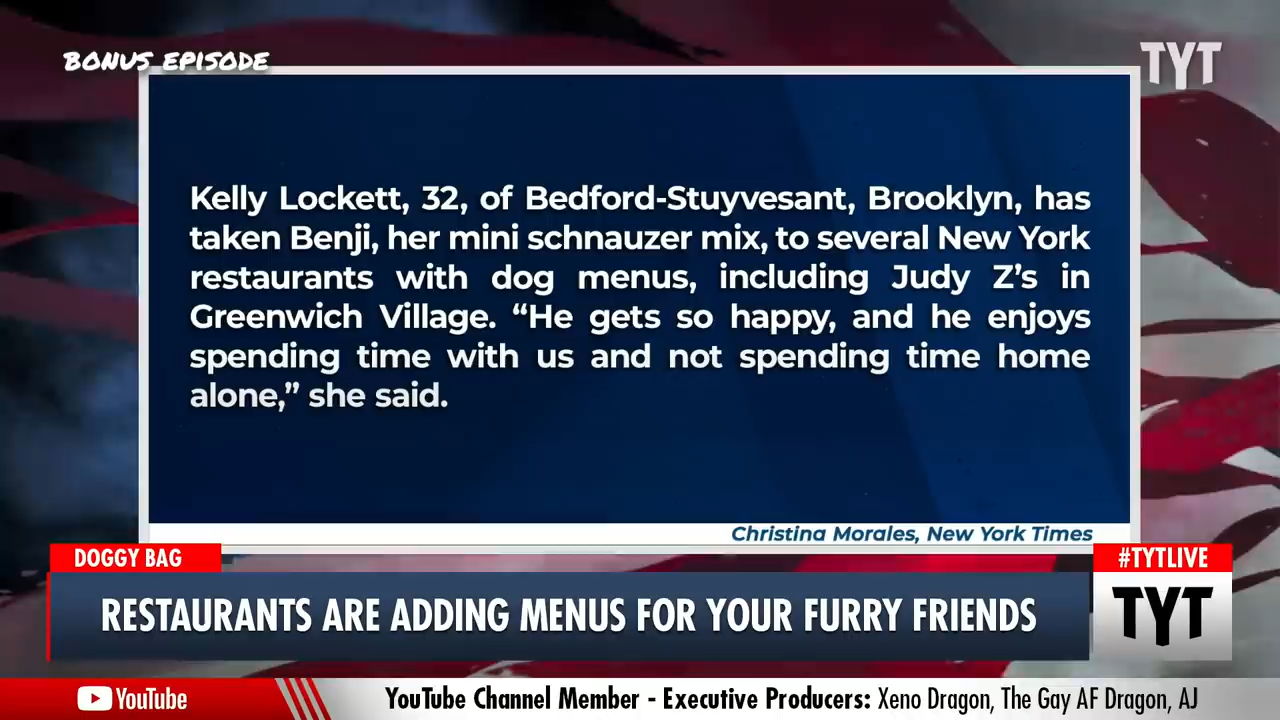 BONUS EPISODE
TYT
Kelly Lockett, 32, of Bedford-Stuyvesant, Brooklyn, has
taken Benji, her mini schnauzer mix, to several New York
restaurants with dog menus, including Judy Z’s in
Greenwich Village. “He gets so happy, and he enjoys
spending time with us and not spending time home
alone,” she said.
Christina Morales, New York Times
DOGGY BAG
#TYTLIVE
RESTAURANTS ARE ADDING MENUS FOR YOUR FURRY FRIENDS
TYT
YouTube
YouTube Channel Member - Executive Producers: Xeno Dragon, The Gay AF Dragon, AJ